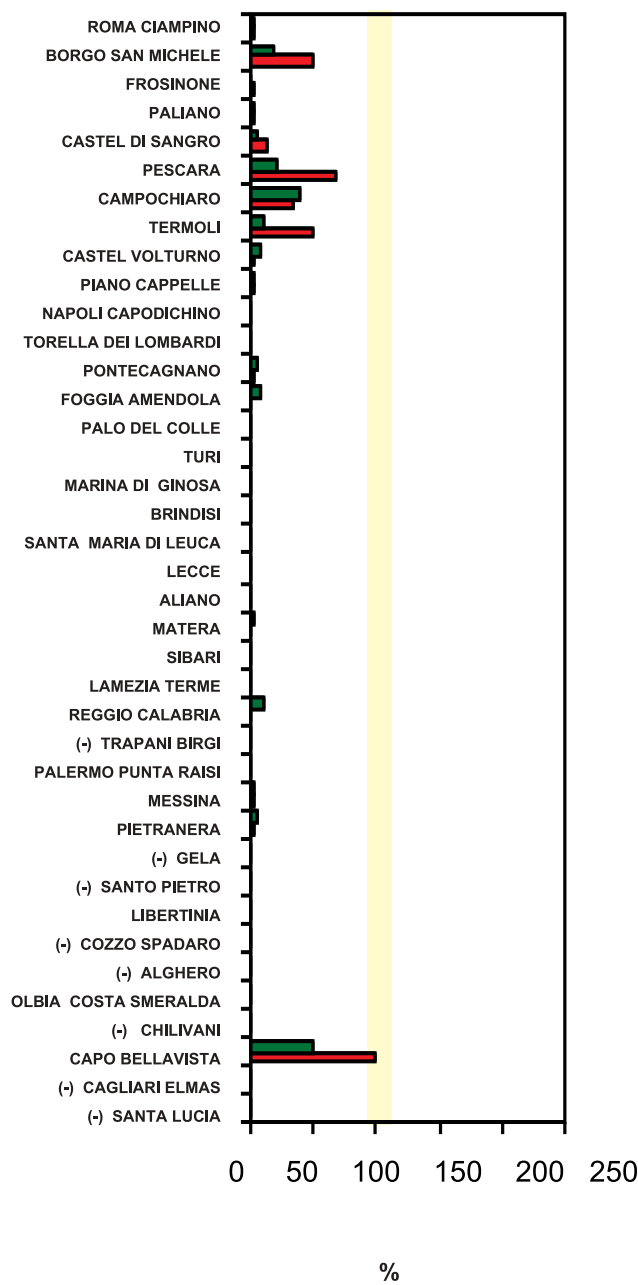 ROMA CIAMPINO
BORGO SAN MICHELE
FROSINONE
PALIANO
CASTEL DI SANGRO
PESCARA
CAMPOCHIARO
TERMOLI
CASTEL VOLTURNO
PIANO CAPPELLE
NAPOLI CAPODICHINO
TORELLA DEI LOMBARDI
PONTECAGNANO
FOGGIA AMENDOLA
PALO DEL COLLE
TURI
MARINA DI GINOSA
BRINDISI
SANTA MARIA DI LEUCA
LECCE
ALIANO
MATERA
SIBARI
LAMEZIA TERME
REGGIO CALABRIA
(-) TRAPANI BIRGI
PALERMO PUNTA RAISI
MESSINA
PIETRANERA
(-) GELA
(-) SANTO PIETRO
LIBERTINIA
(-) COZZO SPADARO
(-) ALGHERO
OLBIA COSTA SMERALDA
(-) CHILIVANI
CAPO BELLAVISTA
(-) CAGLIARI ELMAS
(-) SANTA LUCIA
0 50 100 150 200 250
%